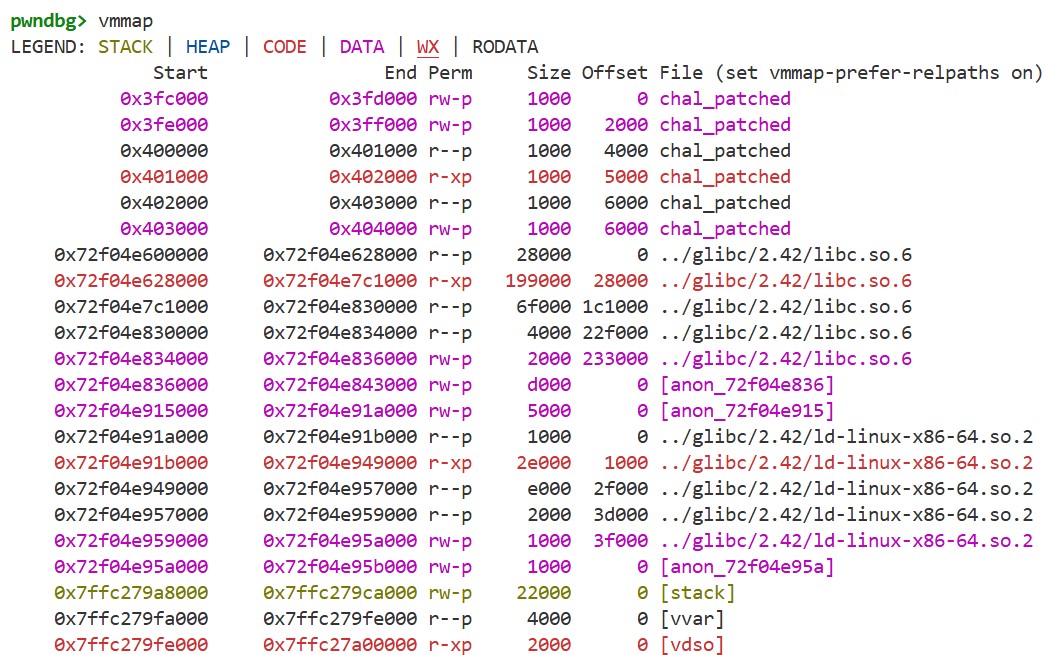 pwndbg> vmmap
LEGEND: STACK | HEAP | CODE | DATA | WX | RODATA
Start End Perm Size Offset File (set vmmap-prefer-relpaths on)
0x3fc000 0x3fd000 rw-p 1000 0 chal_patched
0x3fe000 0x3ff000 rw-p 1000 2000 chal_patched
0x400000 0x401000 r--p 1000 4000 chal_patched
0x401000 0x402000 r-xp 1000 5000 chal_patched
0x402000 0x403000 r--p 1000 6000 chal_patched
0x403000 0x404000 rw-p 1000 6000 chal_patched
0x72f04e600000 0x72f04e628000 r--p 28000 0 ../glibc/2.42/libc.so.6
0x72f04e628000 0x72f04e7c1000 r-xp 199000 28000 ../glibc/2.42/libc.so.6
0x72f04e7c1000 0x72f04e830000 r--p 6f000 1c1000 ../glibc/2.42/libc.so.6
0x72f04e830000 0x72f04e834000 r--p 4000 22f000 ../glibc/2.42/libc.so.6
0x72f04e834000 0x72f04e836000 rw-p 2000 233000 ../glibc/2.42/libc.so.6
0x72f04e836000 0x72f04e843000 rw-p d000 0 [anon_72f04e836]
0x72f04e915000 0x72f04e91a000 rw-p 5000 0 [anon_72f04e915]
0x72f04e91a000 0x72f04e91b000 r--p 1000 0 ../glibc/2.42/ld-linux-x86-64.so.2
0x72f04e91b000 0x72f04e949000 r-xp 2e000 1000 ../glibc/2.42/ld-linux-x86-64.so.2
0x72f04e949000 0x72f04e957000 r--p e000 2f000 ../glibc/2.42/ld-linux-x86-64.so.2
0x72f04e957000 0x72f04e959000 r--p 2000 3d000 ../glibc/2.42/ld-linux-x86-64.so.2
0x72f04e959000 0x72f04e95a000 rw-p 1000 3f000 ../glibc/2.42/ld-linux-x86-64.so.2
0x72f04e95a000 0x72f04e95b000 rw-p 1000 0 [anon_72f04e95a]
0x7ffc279a8000 0x7ffc279ca000 rw-p 22000 0 [stack]
0x7ffc279fa000 0x7ffc279fe000 r--p 4000 0 [vvar]
0x7ffc279fe000 0x7ffc27a00000 r-xp 2000 0 [vdso]